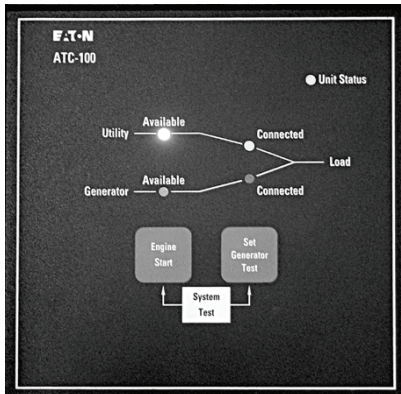 EATON
ATC-100
Unit Status
Available
Utility
Connected
Load
Available
Generator
Connected
Engine
Start
Set
Generator
Test
System
Test